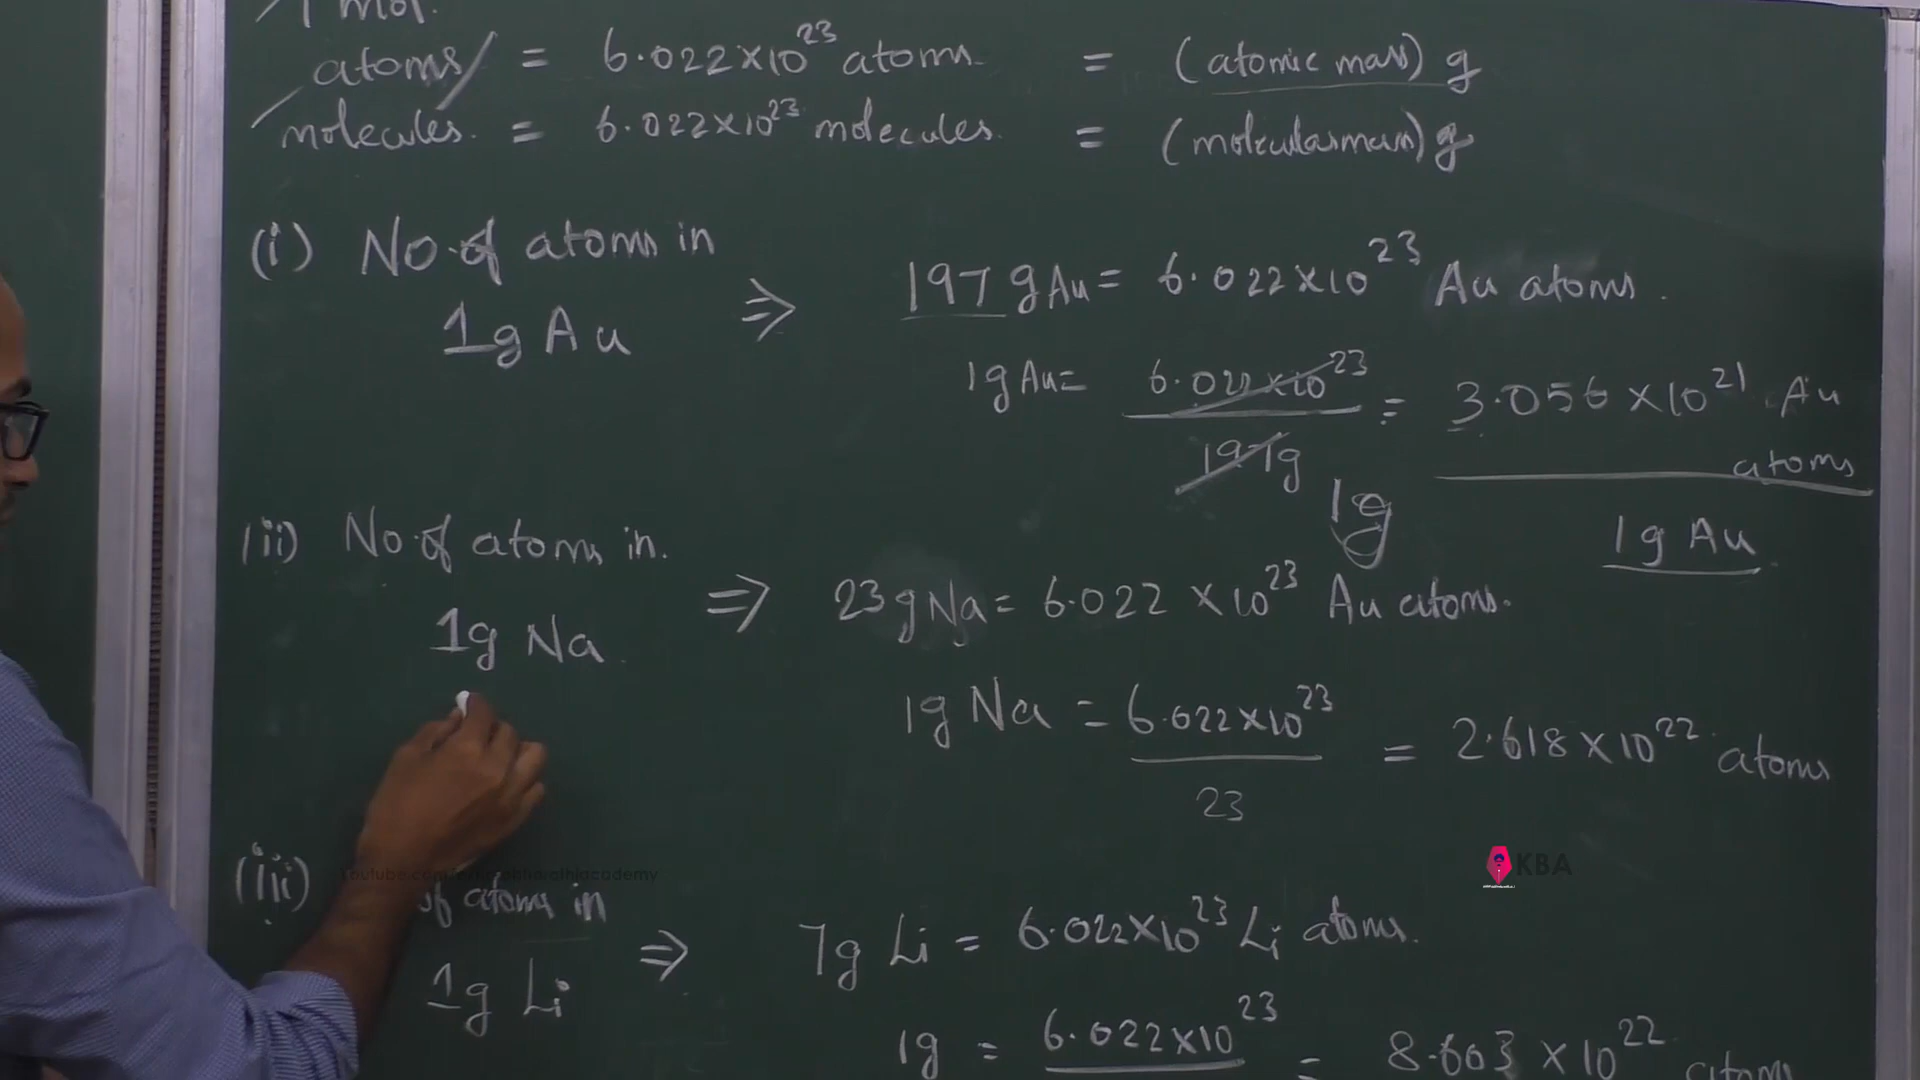 1 mol.
atoms = 6.022×10²³ atoms = (atomic mass) g
molecules. = 6.022×10²³ molecules. = (molecularmass) g
(i) No. of atoms in
1g Au ⇒ 197 g Au = 6.022×10²³ Au atoms.
1g Au = 6.022×10²³ / 197g = 3.056 ×10²¹ Au atoms
1g 1g Au
(ii) No. of atoms in.
1g Na. ⇒ 23 g Na = 6.022 ×10²³ Au atoms.
1g Na = 6.022×10²³ / 23 = 2.618 ×10²² atoms
KBA
(iii) of atoms in
1g Li ⇒ 7g Li = 6.022×10²³ Li atoms.
1g = 6.022×10²³ = 8.603 ×10²² atoms